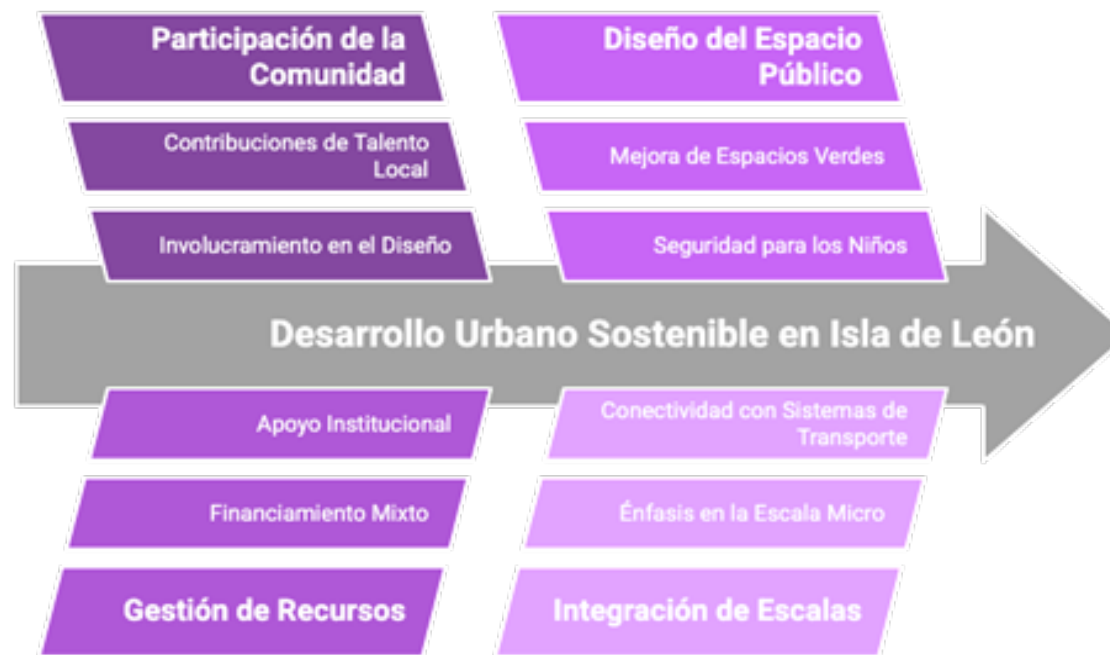 Participación de la
Comunidad
Contribuciones de Talento
Local
Involucramiento en el Diseño
Diseño del Espacio
Público
Mejora de Espacios Verdes
Seguridad para los Niños
Desarrollo Urbano Sostenible en Isla de León
Apoyo Institucional
Financiamiento Mixto
Gestión de Recursos
Conectividad con Sistemas de
Transporte
Énfasis en la Escala Micro
Integración de Escalas